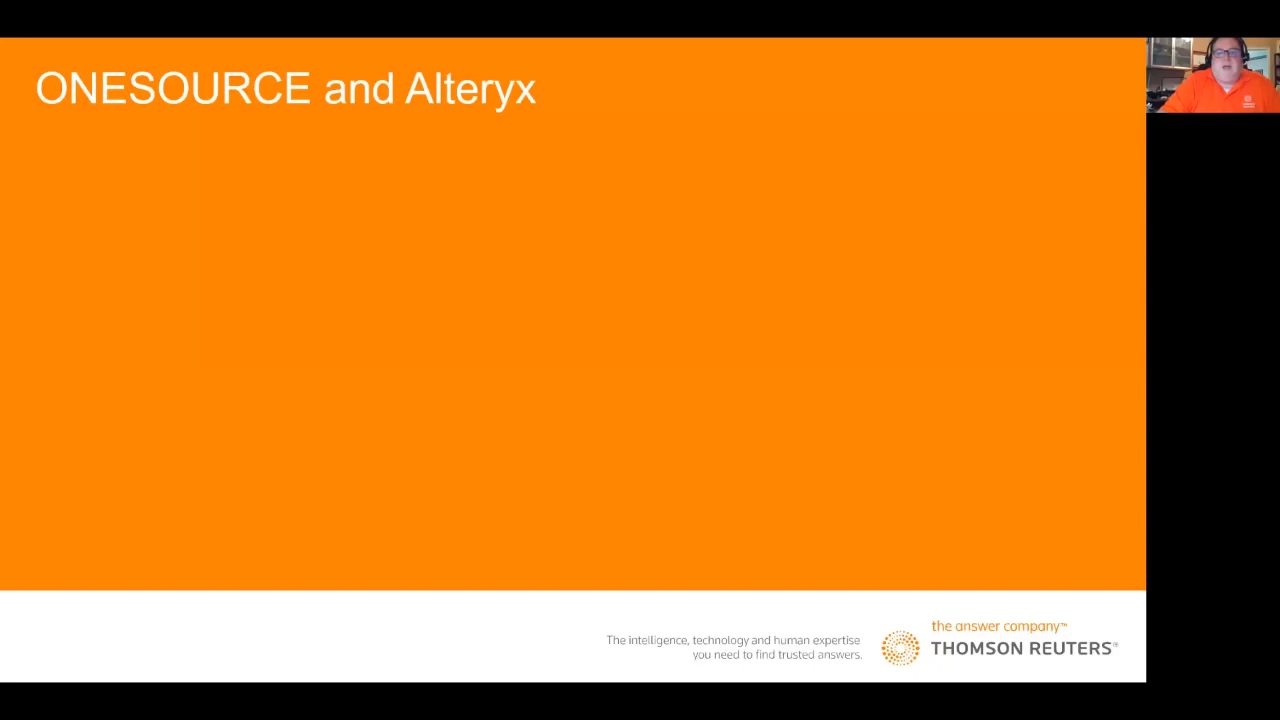 ONESOURCE and Alteryx
The intelligence, technology and human expertise
you need to find trusted answers.
the answer company™
THOMSON REUTERS®